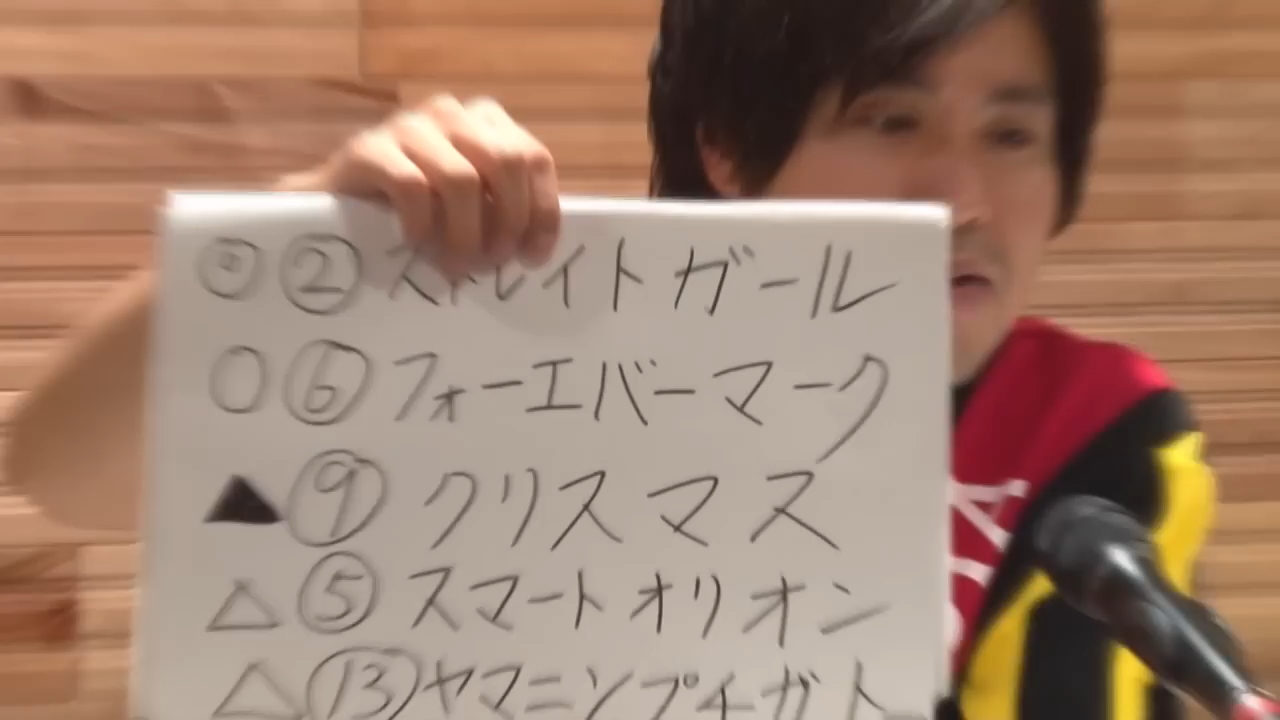 ◎ ② ストレイトガール
○ ⑥ フォーエバーマーク
▲ ⑨ クリスマス
△ ⑤ スマートオリオン
△ ⑬ ヤマニンプチガト